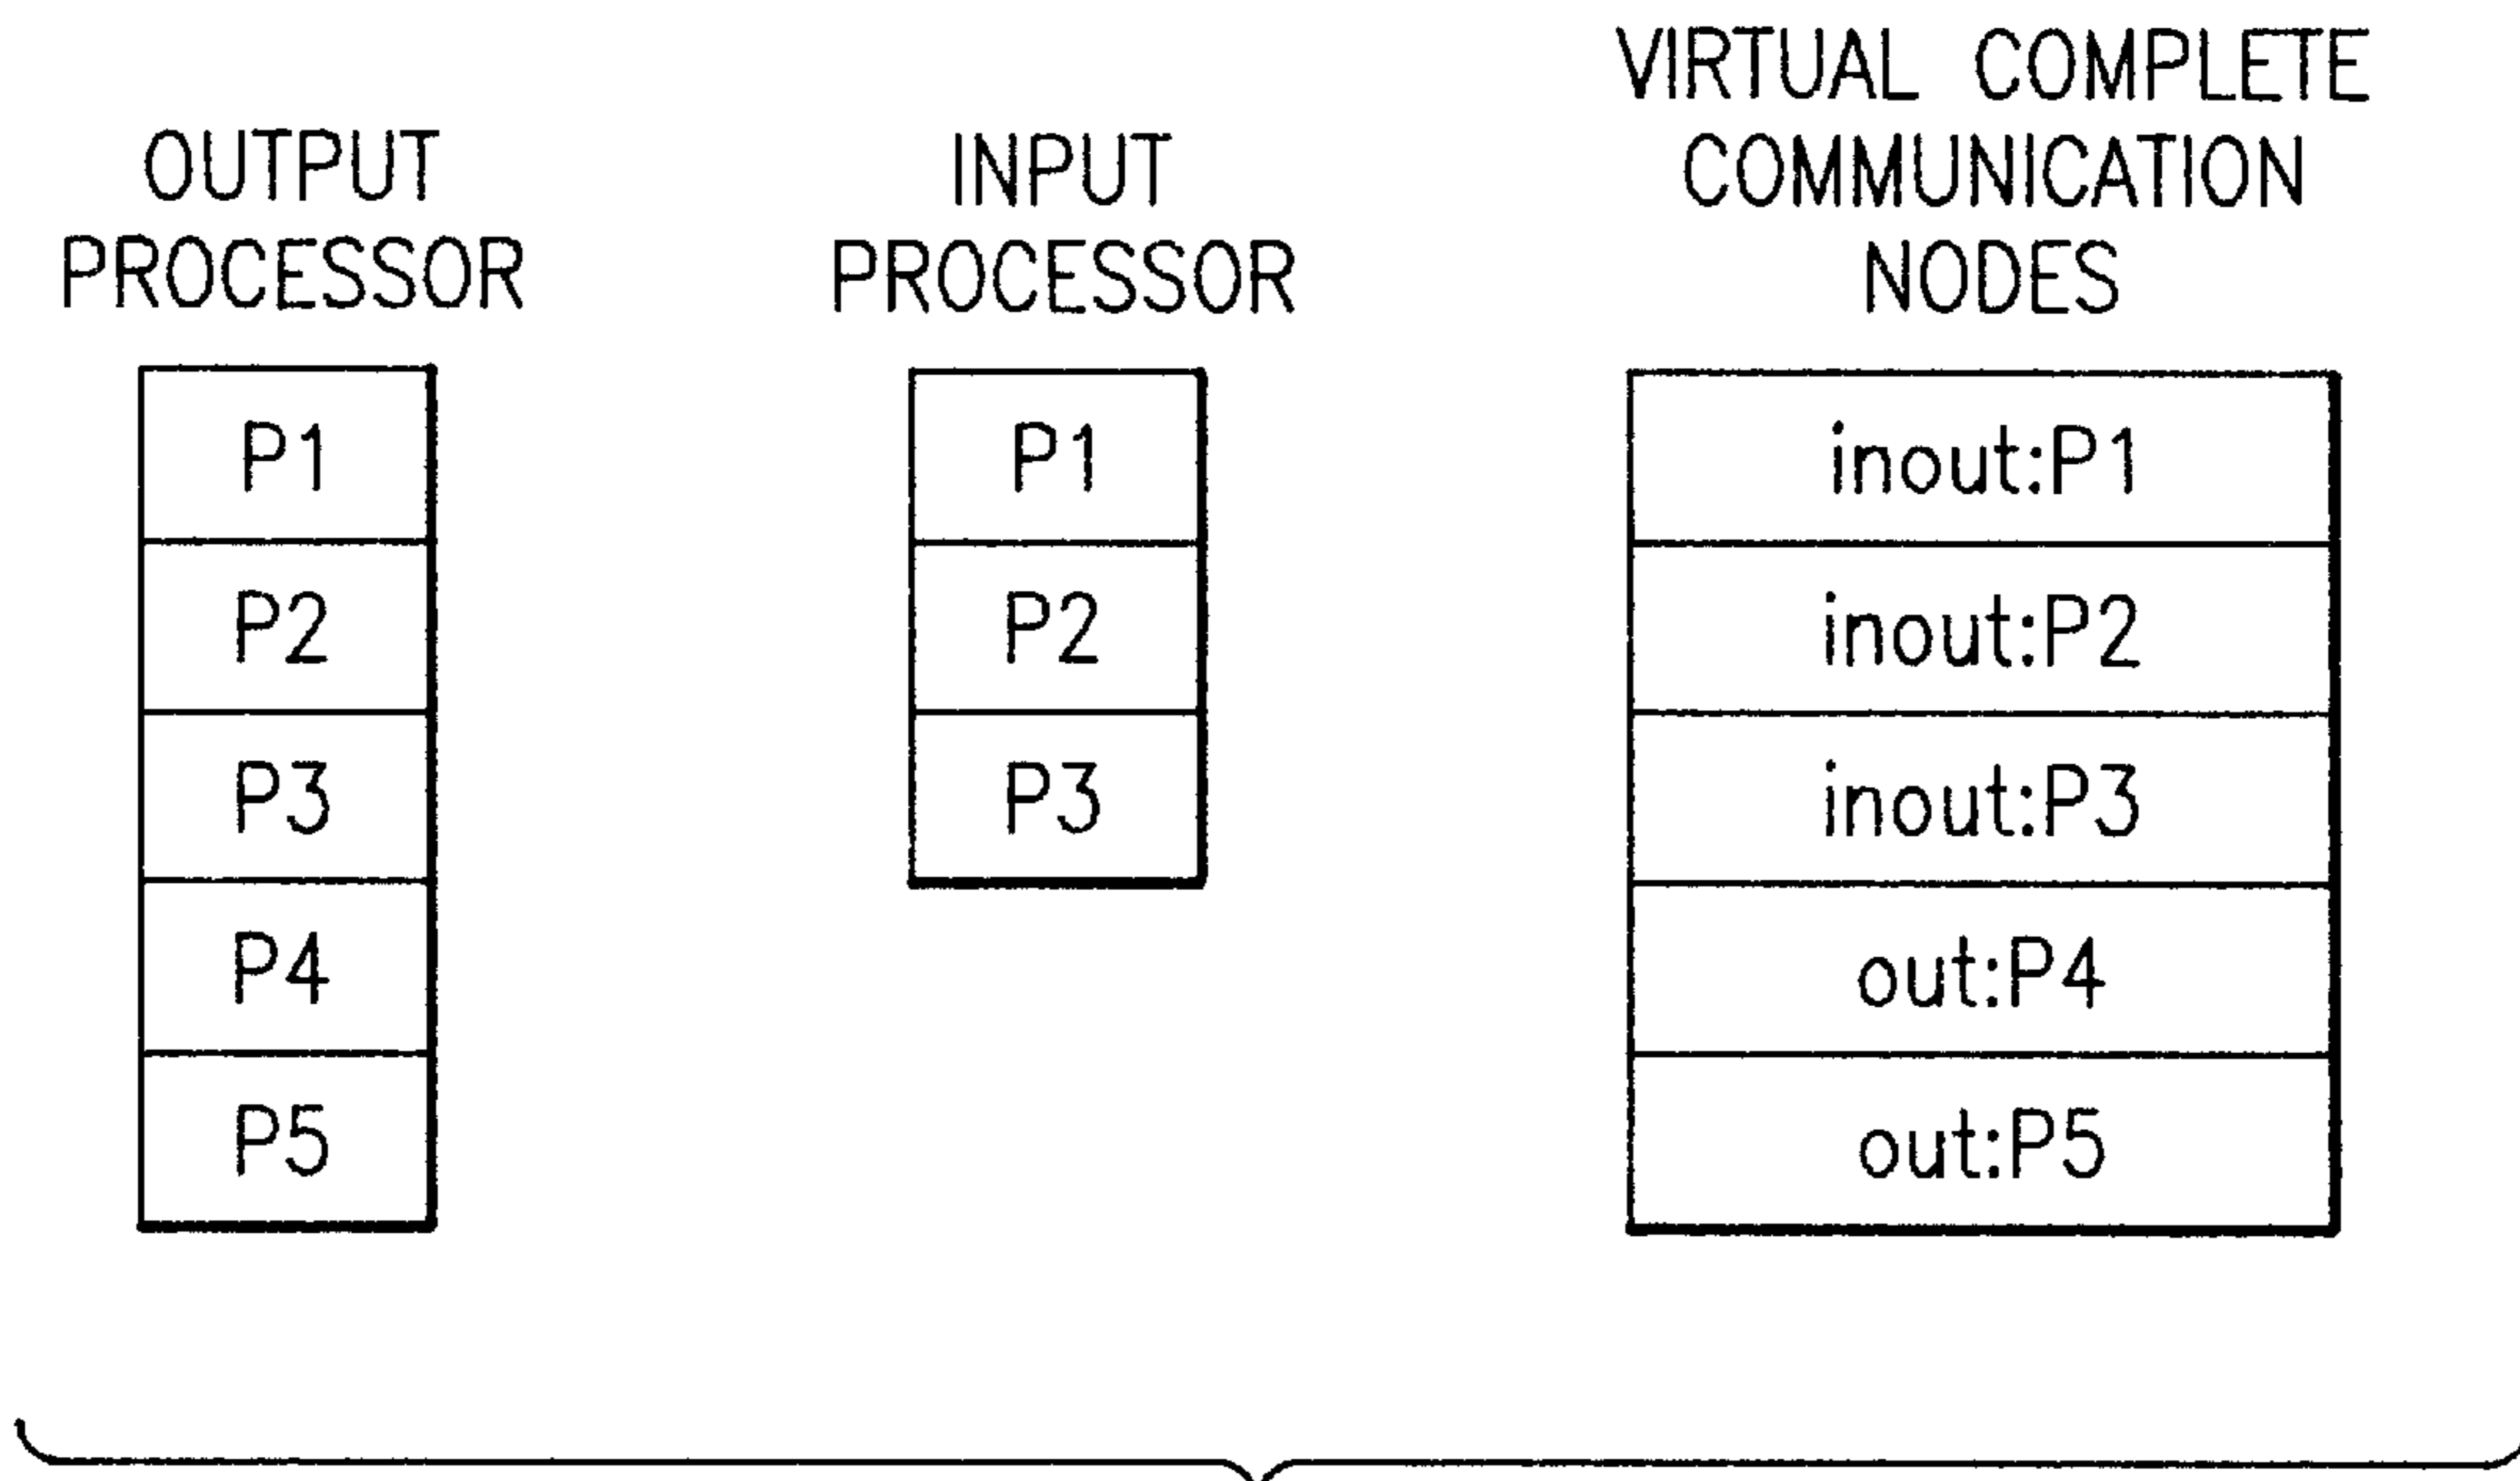 OUTPUT
PROCESSOR
P1
P2
P3
P4
P5
INPUT
PROCESSOR
P1
P2
P3
VIRTUAL COMPLETE
COMMUNICATION
NODES
inout:P1
inout:P2
inout:P3
out:P4
out:P5